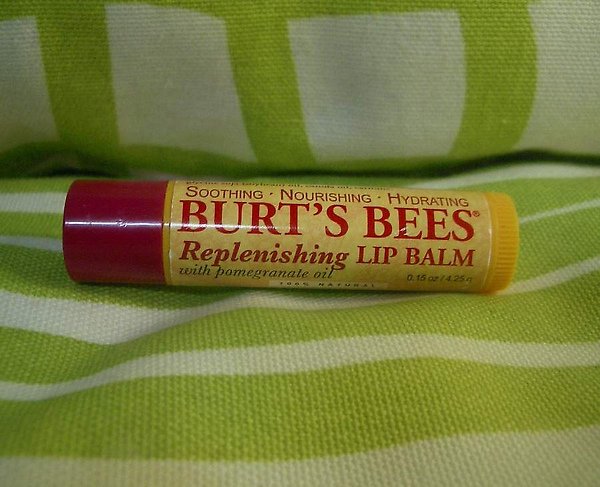 SOOTHING · NOURISHING · HYDRATING
BURT'S BEES®
Replenishing LIP BALM
with pomegranate oil
0.15 oz / 4.25 g
100% NATURAL